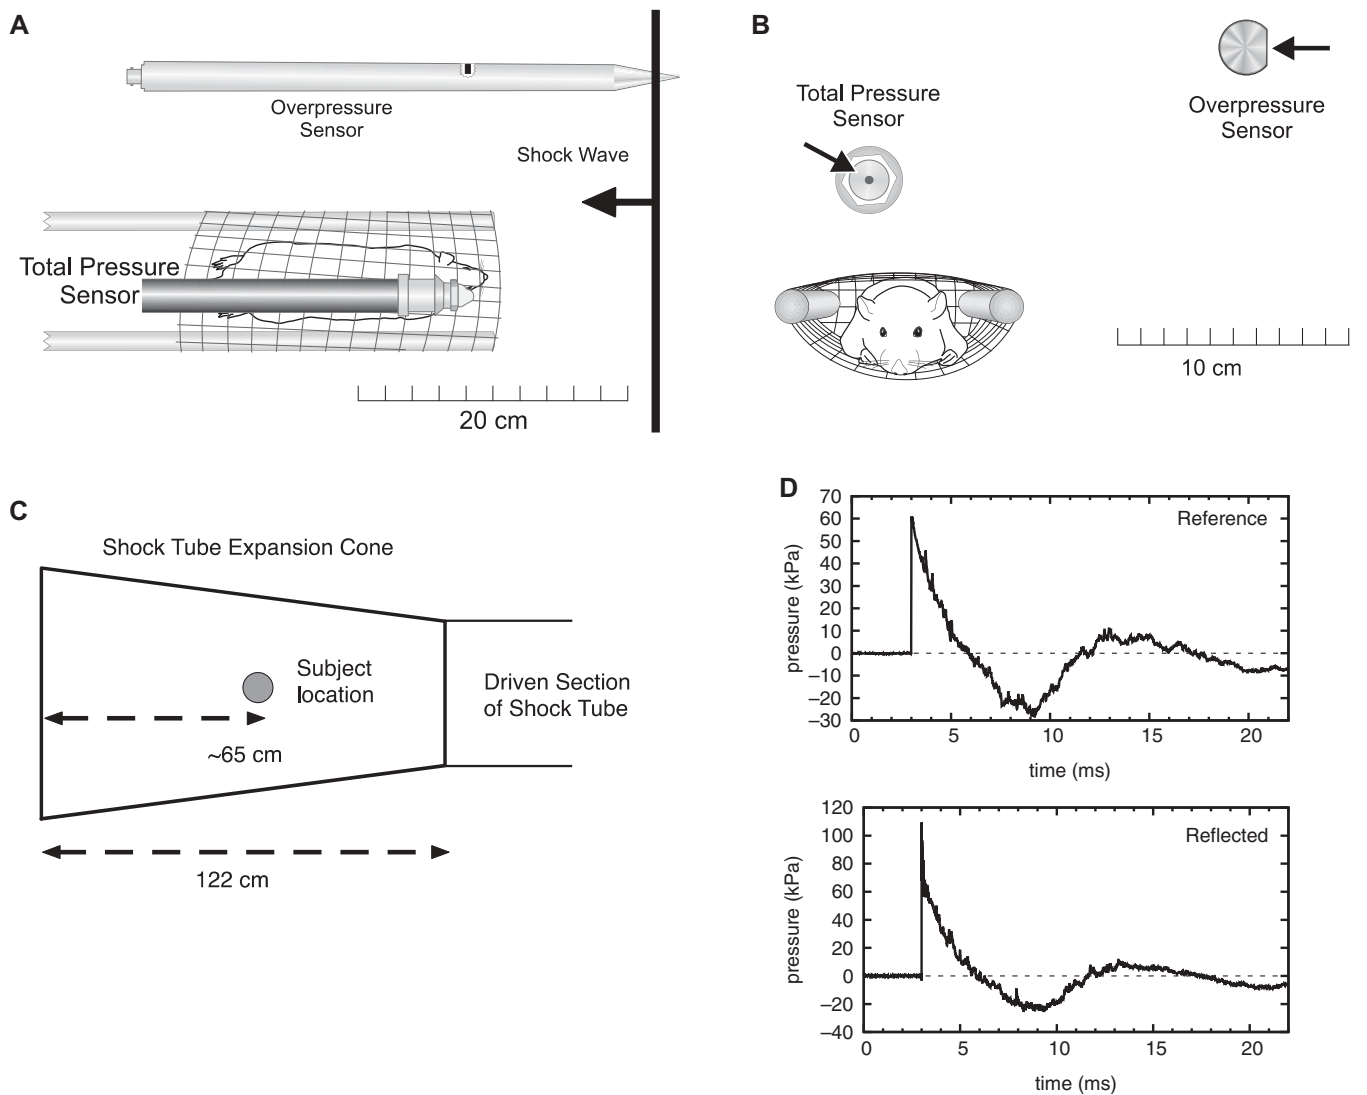 A
Overpressure
Sensor
Shock Wave
Total Pressure
Sensor
20 cm
B
Total Pressure
Sensor
Overpressure
Sensor
10 cm
C
Shock Tube Expansion Cone
Subject
location
Driven Section
of Shock Tube
~65 cm
122 cm
D
70
60
50
40
30
20
10
0
–10
–20
–30
pressure (kPa)
Reference
0 5 10 15 20
time (ms)
120
100
80
60
40
20
0
–20
–40
pressure (kPa)
Reflected
0 5 10 15 20
time (ms)